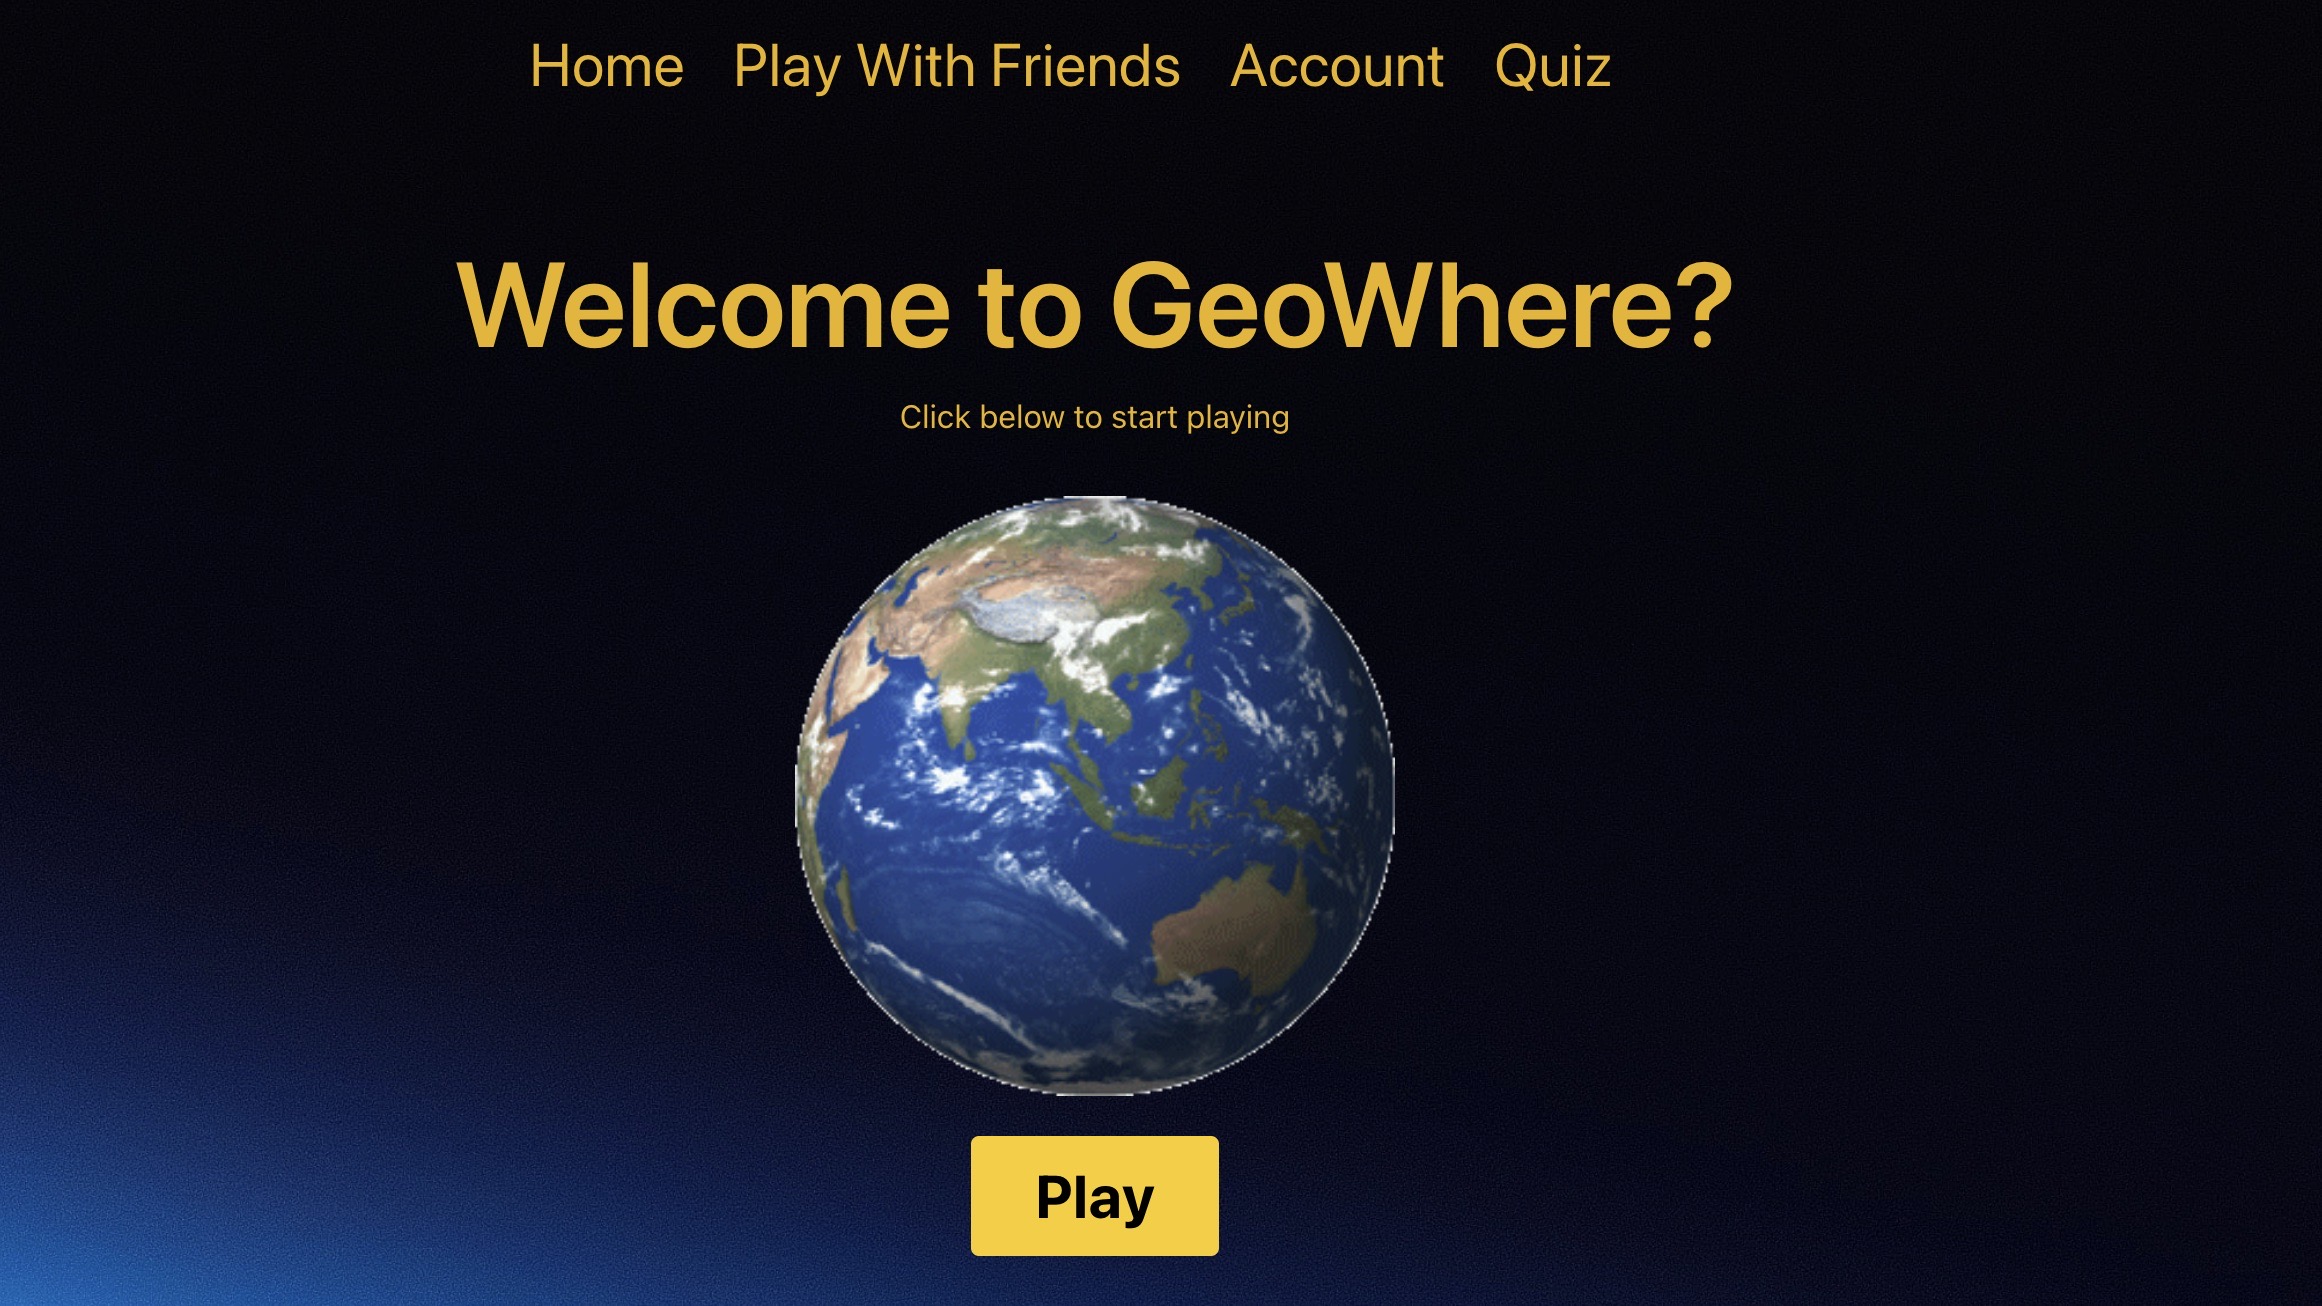 Home Play With Friends Account Quiz
Welcome to GeoWhere?
Click below to start playing
Play